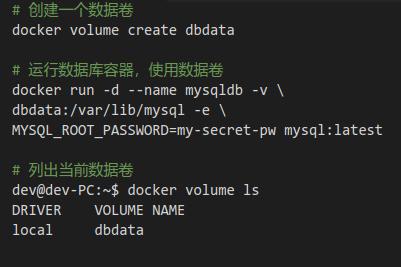 # 创建一个数据卷
docker volume create dbdata
# 运行数据库容器，使用数据卷
docker run -d --name mysqldb -v \
dbdata:/var/lib/mysql -e \
MYSQL_ROOT_PASSWORD=my-secret-pw mysql:latest
# 列出当前数据卷
dev@dev-PC:~$ docker volume ls
DRIVER    VOLUME NAME
local     dbdata